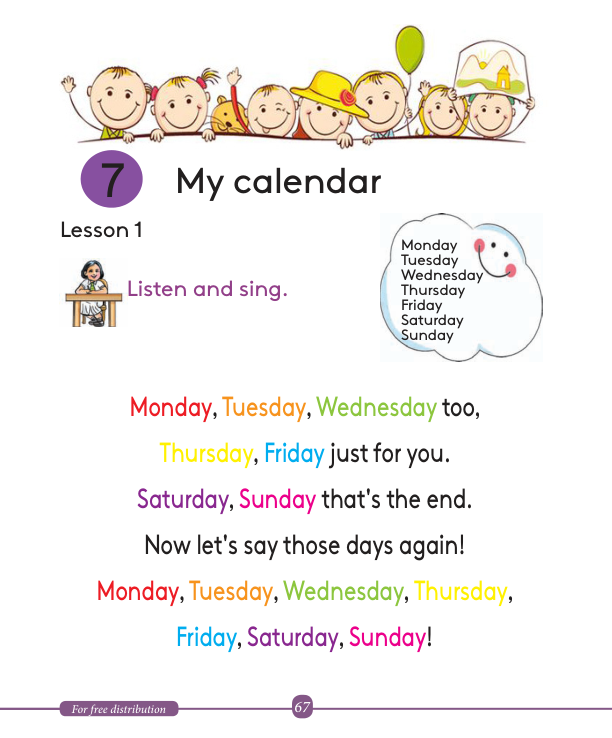 7
My calendar
Lesson 1
Listen and sing.
Monday
Tuesday
Wednesday
Thursday
Friday
Saturday
Sunday
Monday, Tuesday, Wednesday too,
Thursday, Friday just for you.
Saturday, Sunday that's the end.
Now let's say those days again!
Monday, Tuesday, Wednesday, Thursday,
Friday, Saturday, Sunday!
For free distribution
67